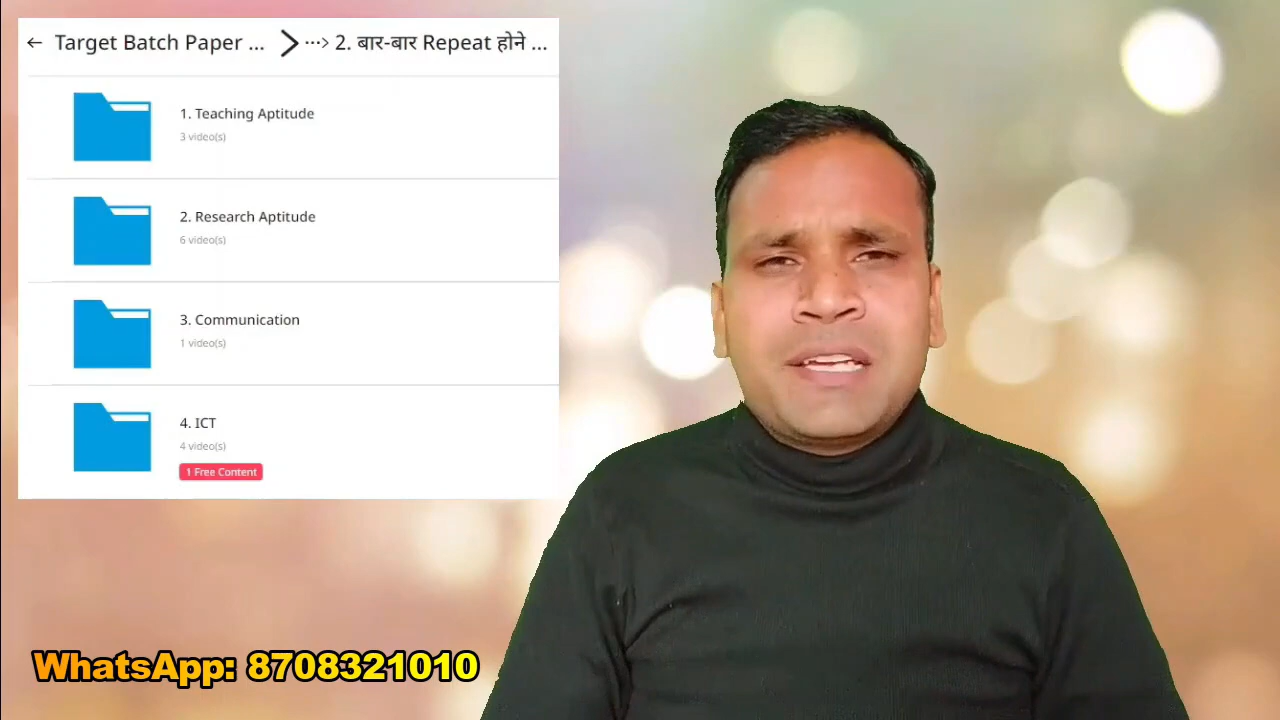 ← Target Batch Paper ... ···> 2. बार-बार Repeat होने ...
1. Teaching Aptitude
3 video(s)
2. Research Aptitude
6 video(s)
3. Communication
1 video(s)
4. ICT
4 video(s)
1 Free Content
WhatsApp: 8708321010